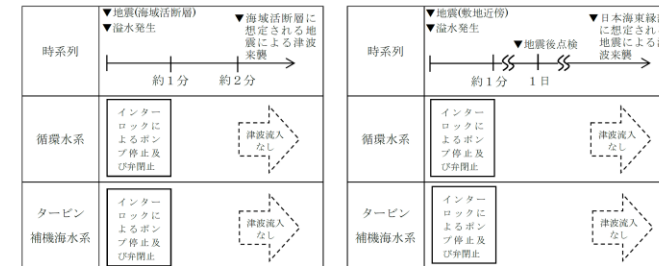 時系列
▼地震(海域活断層)
▼溢水発生
▼海域活断層に
想定される地
震による津波
来襲
約1分
約2分
循環水系
インター
ロックに
よるポン
プ停止及
び弁閉止
津波流入
なし
タービン
補機海水系
インター
ロックに
よるポン
プ停止及
び弁閉止
津波流入
なし
時系列
▼地震(敷地近傍)
▼溢水発生
▼地震後点検
▼日本海東縁
に想定される
地震による
波来襲
約1分
1日
循環水系
インター
ロックに
よるポン
プ停止及
び弁閉止
津波流入
なし
タービン
補機海水系
インター
ロックに
よるポン
プ停止及
び弁閉止
津波流入
なし